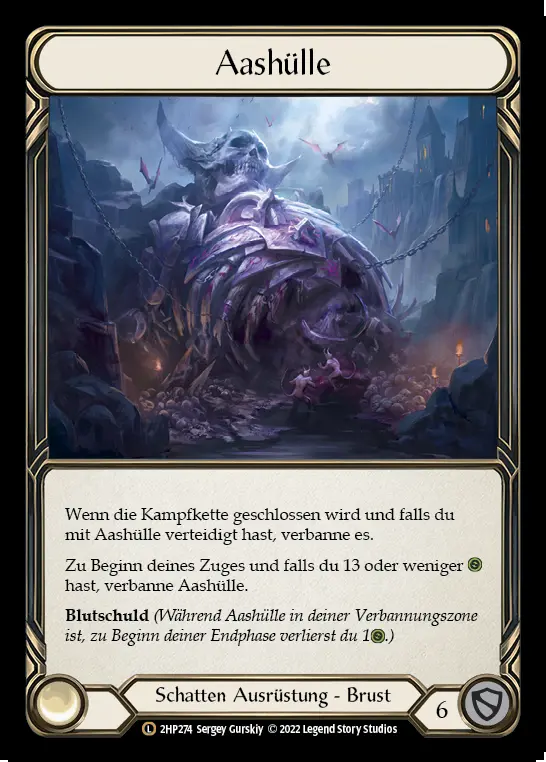 Aashülle
Wenn die Kampfkette geschlossen wird und falls du
mit Aashülle verteidigt hast, verbanne es.
Zu Beginn deines Zuges und falls du 13 oder weniger
hast, verbanne Aashülle.
Blutschuld (Während Aashülle in deiner Verbannungszone
ist, zu Beginn deiner Endphase verlierst du 1.)
Schatten Ausrüstung - Brust
6
L 2HP274 Sergey Gurskiy © 2022 Legend Story Studios